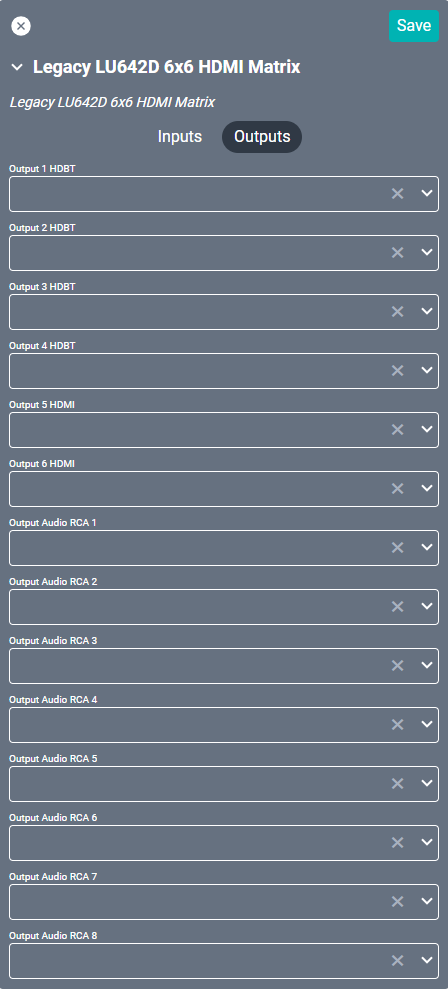 Save
Legacy LU642D 6x6 HDMI Matrix
Legacy LU642D 6x6 HDMI Matrix
Inputs Outputs
Output 1 HDBT
Output 2 HDBT
Output 3 HDBT
Output 4 HDBT
Output 5 HDMI
Output 6 HDMI
Output Audio RCA 1
Output Audio RCA 2
Output Audio RCA 3
Output Audio RCA 4
Output Audio RCA 5
Output Audio RCA 6
Output Audio RCA 7
Output Audio RCA 8